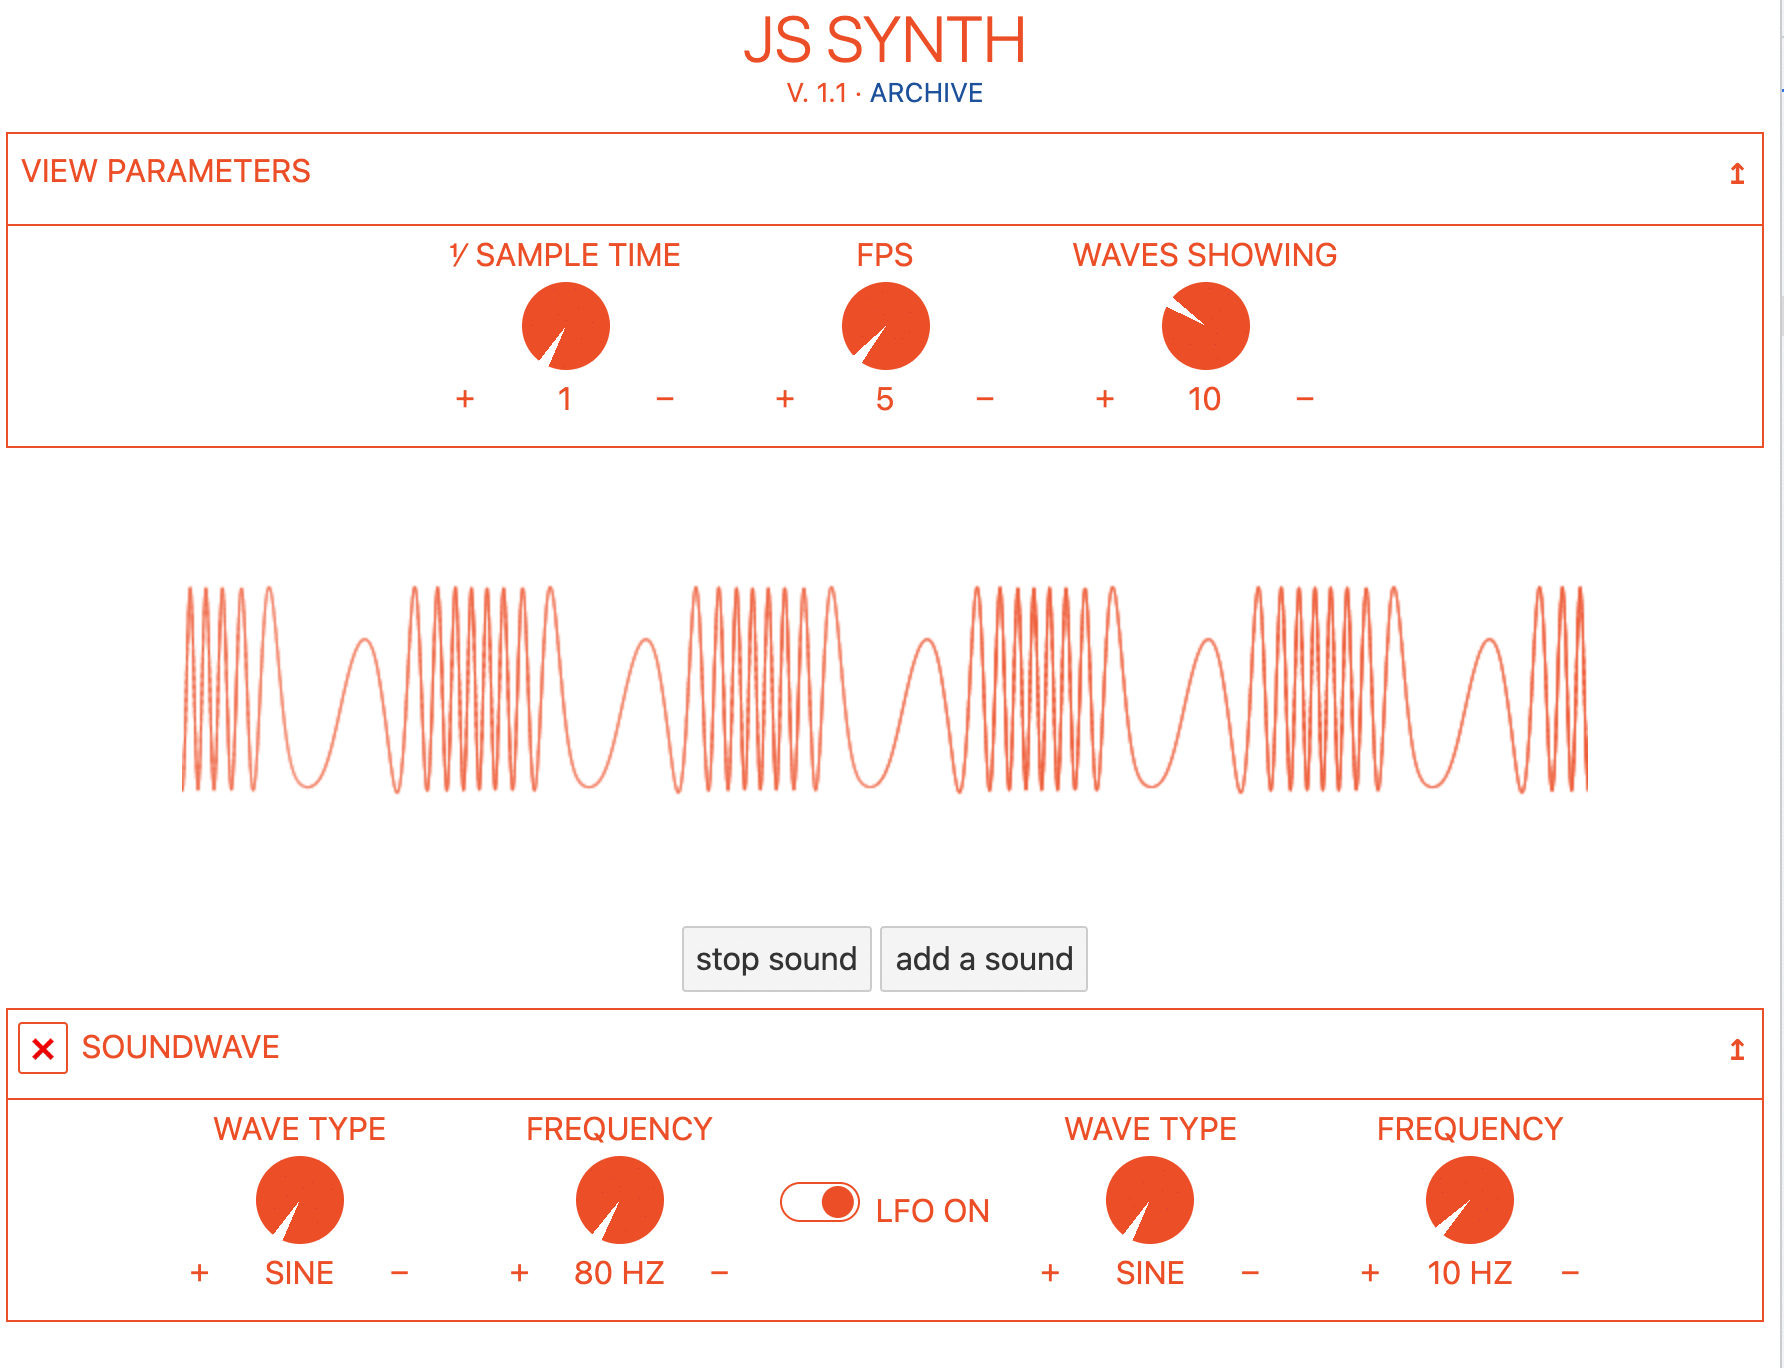 JS SYNTH
V. 1.1 · ARCHIVE
VIEW PARAMETERS ↥
⅟ SAMPLE TIME FPS WAVES SHOWING
+ 1 − + 5 − + 10 −
stop sound add a sound
× SOUNDWAVE ↥
WAVE TYPE FREQUENCY WAVE TYPE FREQUENCY
LFO ON
+ SINE − + 80 HZ − + SINE − + 10 HZ −